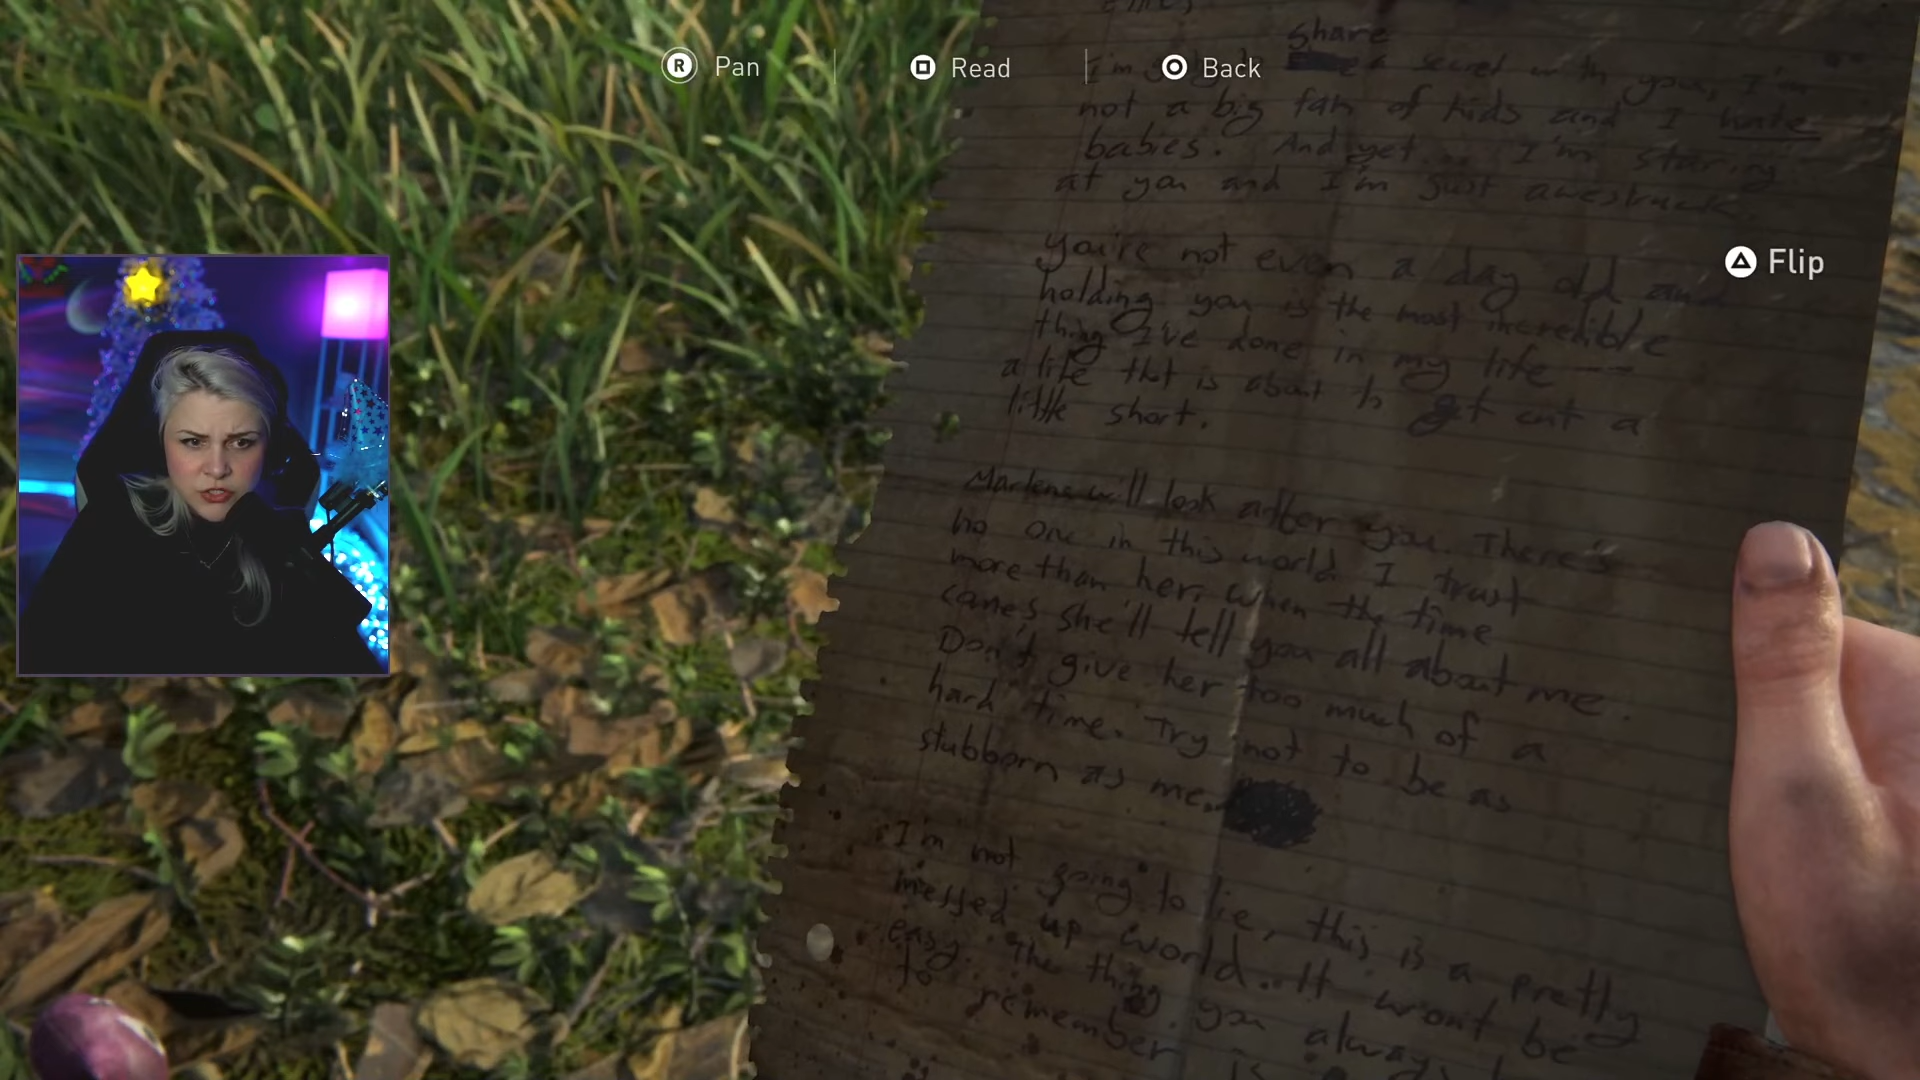 R Pan
Read
Back
Flip
share
I'm a secret with you, I'm
not a big fan of kids and I hate
babies. And yet... I'm staring
at you and I'm just awestruck.
You're not even a day old and
holding you is the most incredible
thing I've done in my life —
a life that is about to get cut a
little short.
Marlene will look after you. There's
no one in this world I trust
more than her. When the time
comes she'll tell you all about me.
Don't give her too much of a
hard time. Try not to be as
stubborn as me.
I'm not going to lie, this is a pretty
messed up world. It won't be
easy. The thing you always
to remember is